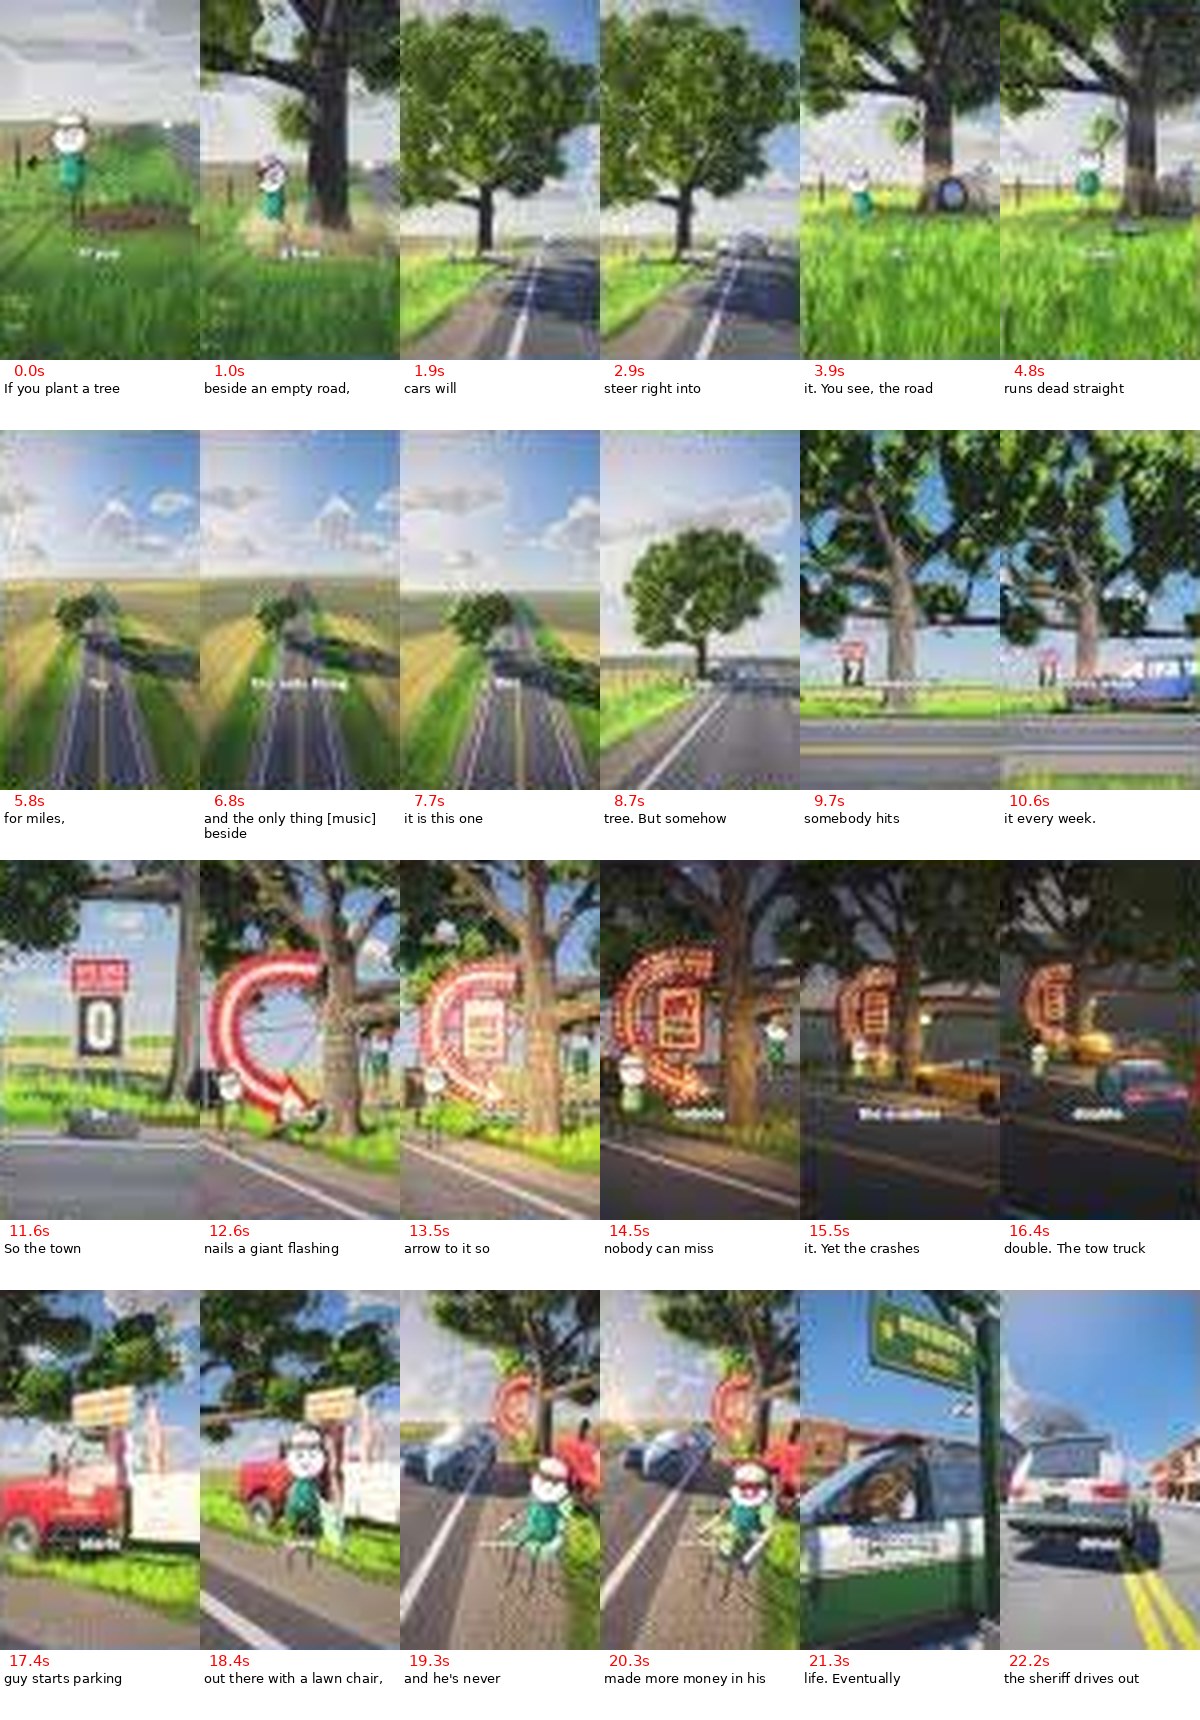 0.0s 1.0s 1.9s 2.9s 3.9s 4.8s
If you plant a tree
beside an empty road,
cars will
steer right into
it. You see, the road
runs dead straight
5.8s 6.8s 7.7s 8.7s 9.7s 10.6s
for miles,
and the only thing [music]
beside
it is this one
tree. But somehow
somebody hits
it every week.
0
11.6s 12.6s 13.5s 14.5s 15.5s 16.4s
So the town
nails a giant flashing
arrow to it so
nobody can miss
it. Yet the crashes
double. The tow truck
17.4s 18.4s 19.3s 20.3s 21.3s 22.2s
guy starts parking
out there with a lawn chair,
and he's never
made more money in his
life. Eventually
the sheriff drives out